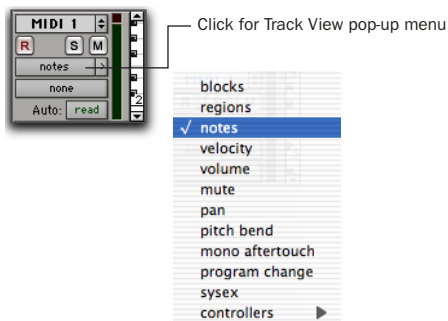 MIDI 1
Click for Track View pop-up menu
R S M
notes
none
2
Auto: read
blocks
regions
√ notes
velocity
volume
mute
pan
pitch bend
mono aftertouch
program change
sysex
controllers